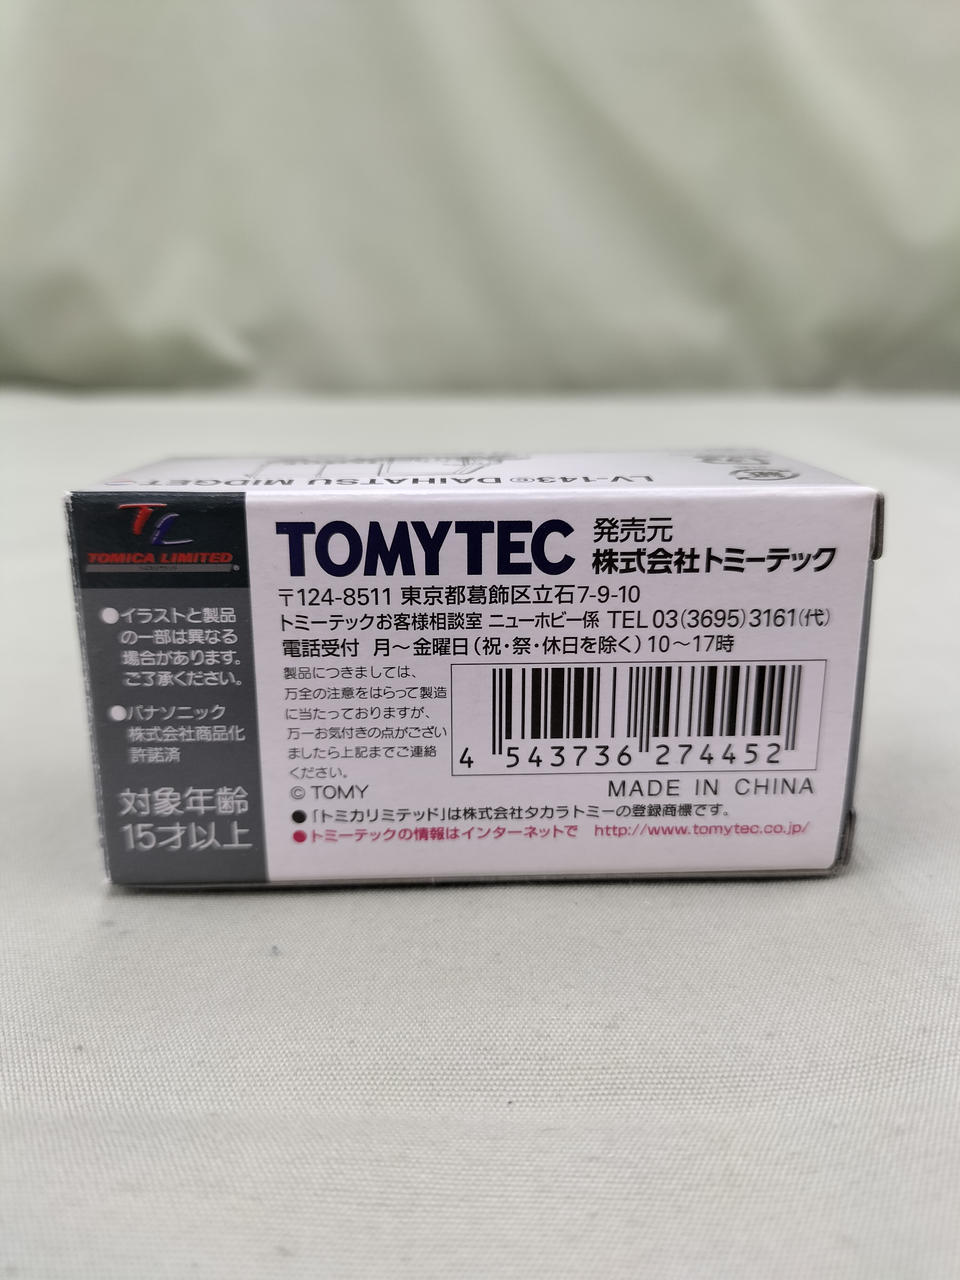 LV-143c DAIHATSU MIDGET
TL
TOMICA LIMITED
●イラストと製品
の一部は異なる
場合があります。
ご了承ください。
●パナソニック
株式会社商品化
許諾済
対象年齢
15才以上
TOMYTEC
発売元
株式会社トミーテック
〒124-8511 東京都葛飾区立石7-9-10
トミーテックお客様相談室 ニューホビー係 TEL 03(3695)3161(代)
電話受付 月～金曜日(祝・祭・休日を除く)10～17時
製品につきましては、
万全の注意をはらって製造
に当たっておりますが、
万一お気付きの点がござい
ましたら上記までご連絡
ください。
4 543736 274452
© TOMY
MADE IN CHINA
●「トミカリミテッド」は株式会社タカラトミーの登録商標です。
●トミーテックの情報はインターネットで http://www.tomytec.co.jp/